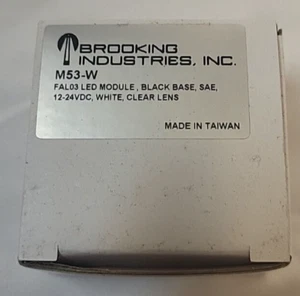 BROOKING
INDUSTRIES, INC.
M53-W
FAL03 LED MODULE , BLACK BASE, SAE,
12-24VDC, WHITE, CLEAR LENS
MADE IN TAIWAN